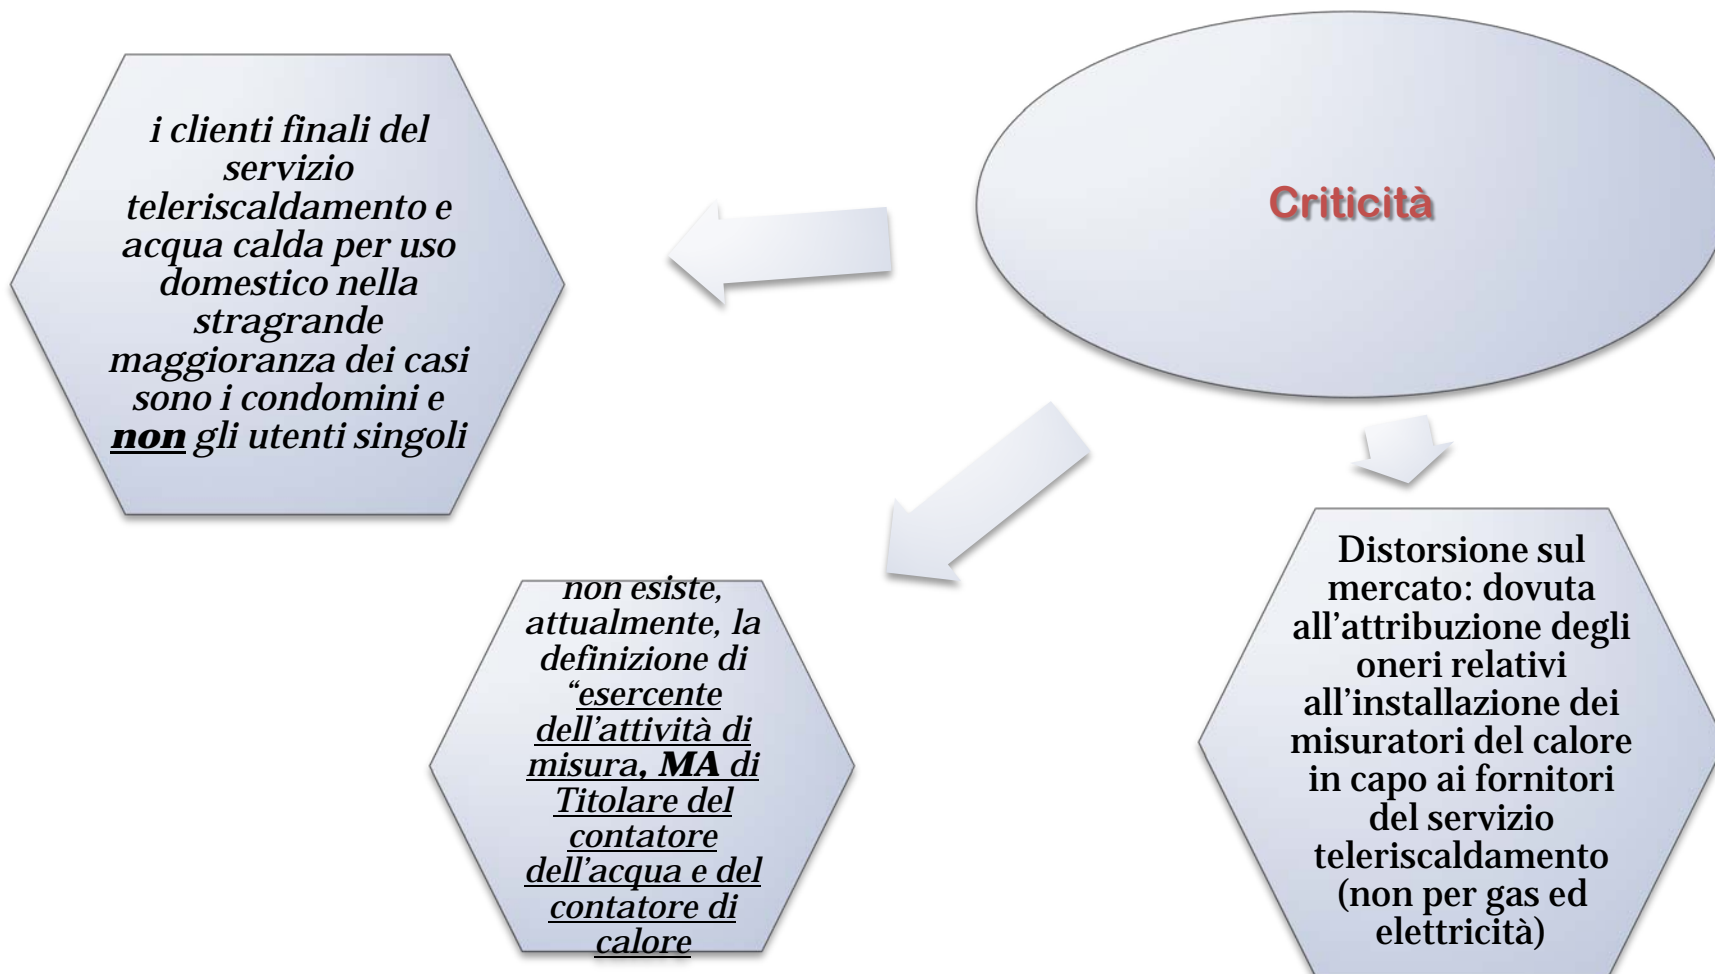 Criticità
i clienti finali del
servizio
teleriscaldamento e
acqua calda per uso
domestico nella
stragrande
maggioranza dei casi
sono i condomini e
non gli utenti singoli
non esiste,
attualmente, la
definizione di
“esercente
dell’attività di
misura, MA di
Titolare del
contatore
dell’acqua e del
contatore di
calore
Distorsione sul
mercato: dovuta
all’attribuzione degli
oneri relativi
all’installazione dei
misuratori del calore
in capo ai fornitori
del servizio
teleriscaldamento
(non per gas ed
elettricità)